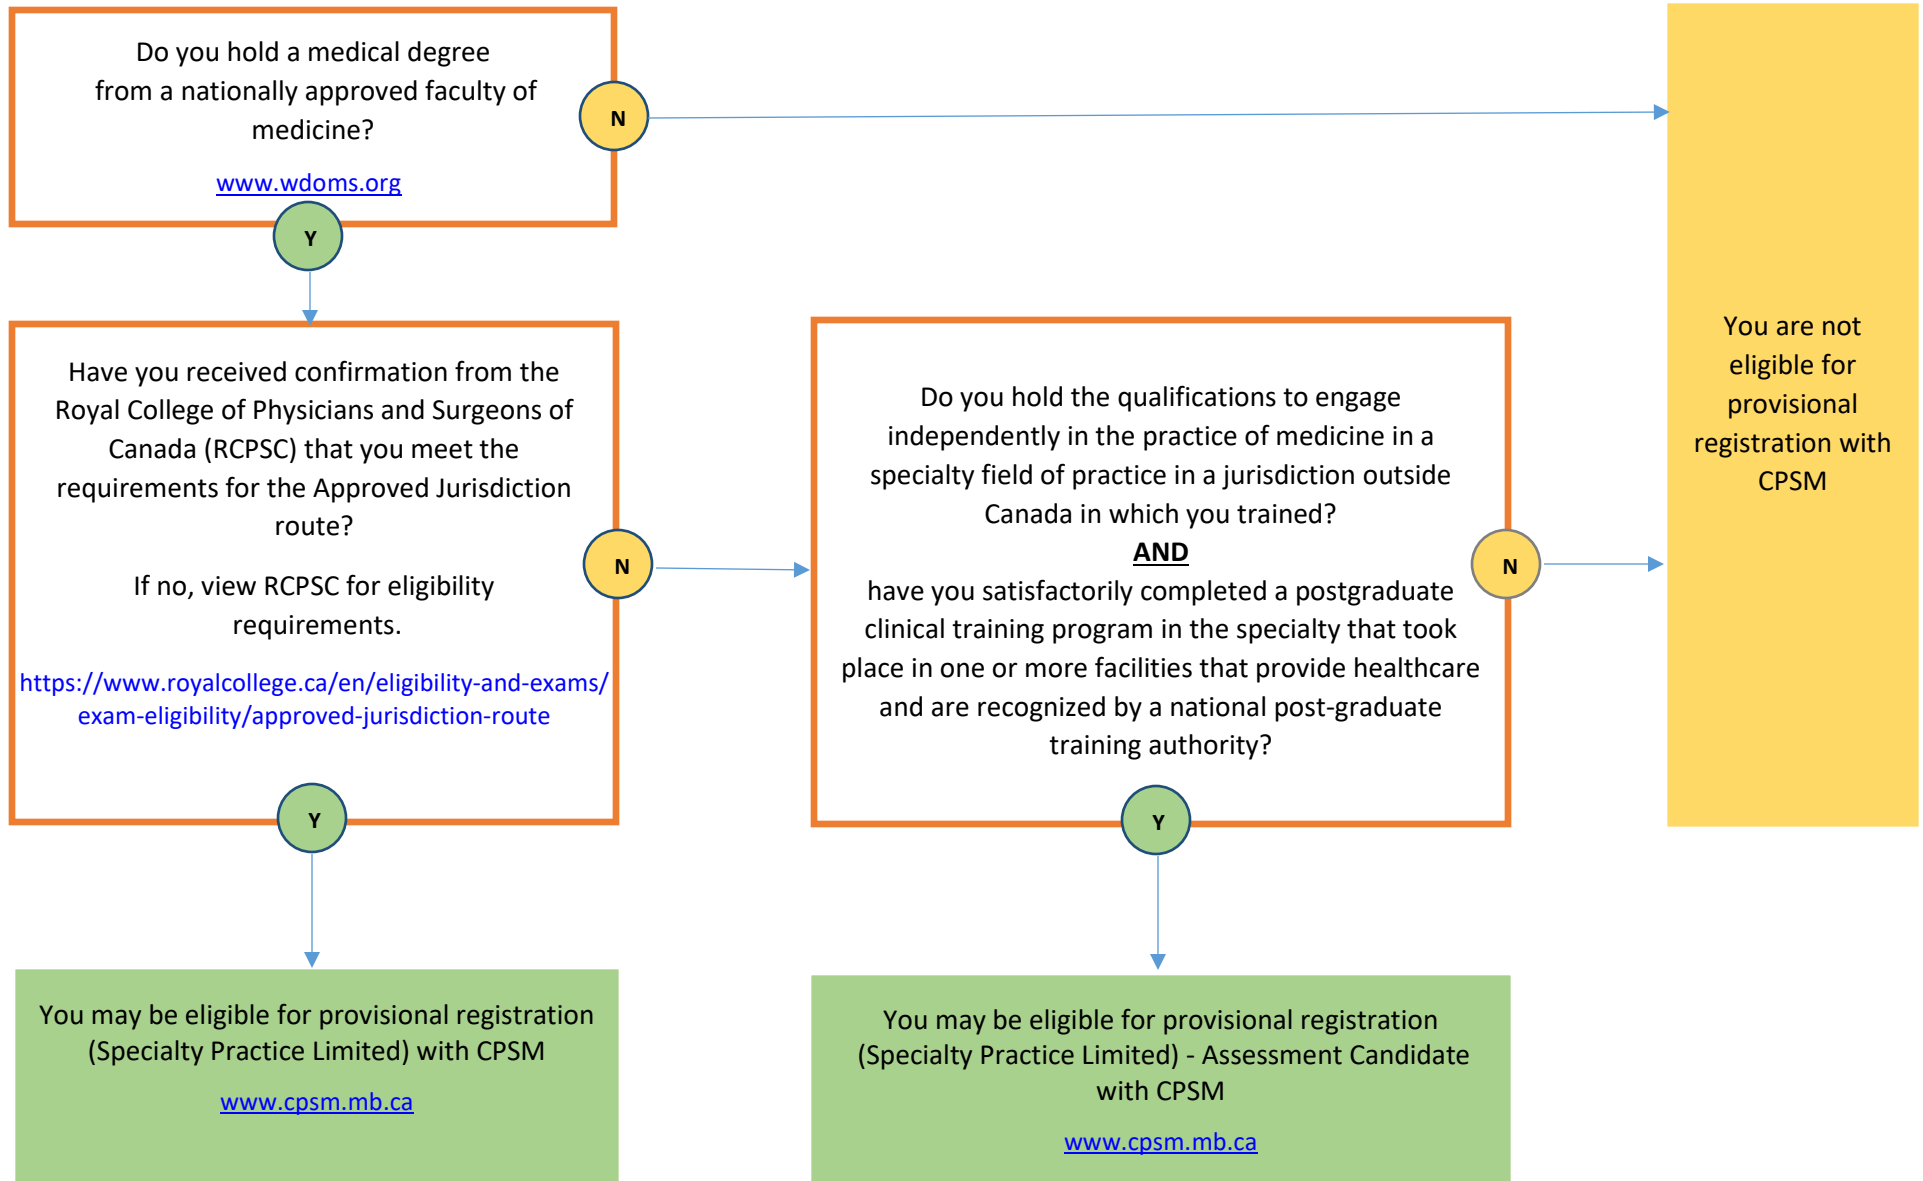 Do you hold a medical degree
from a nationally approved faculty of
medicine?
www.wdoms.org
N
Y
Have you received confirmation from the
Royal College of Physicians and Surgeons of
Canada (RCPSC) that you meet the
requirements for the Approved Jurisdiction
route?
If no, view RCPSC for eligibility
requirements.
https://www.royalcollege.ca/en/eligibility-and-exams/
exam-eligibility/approved-jurisdiction-route
N
Y
Do you hold the qualifications to engage
independently in the practice of medicine in a
specialty field of practice in a jurisdiction outside
Canada in which you trained?
AND
have you satisfactorily completed a postgraduate
clinical training program in the specialty that took
place in one or more facilities that provide healthcare
and are recognized by a national post-graduate
training authority?
N
Y
You are not
eligible for
provisional
registration with
CPSM
You may be eligible for provisional registration
(Specialty Practice Limited) with CPSM
www.cpsm.mb.ca
You may be eligible for provisional registration
(Specialty Practice Limited) - Assessment Candidate
with CPSM
www.cpsm.mb.ca